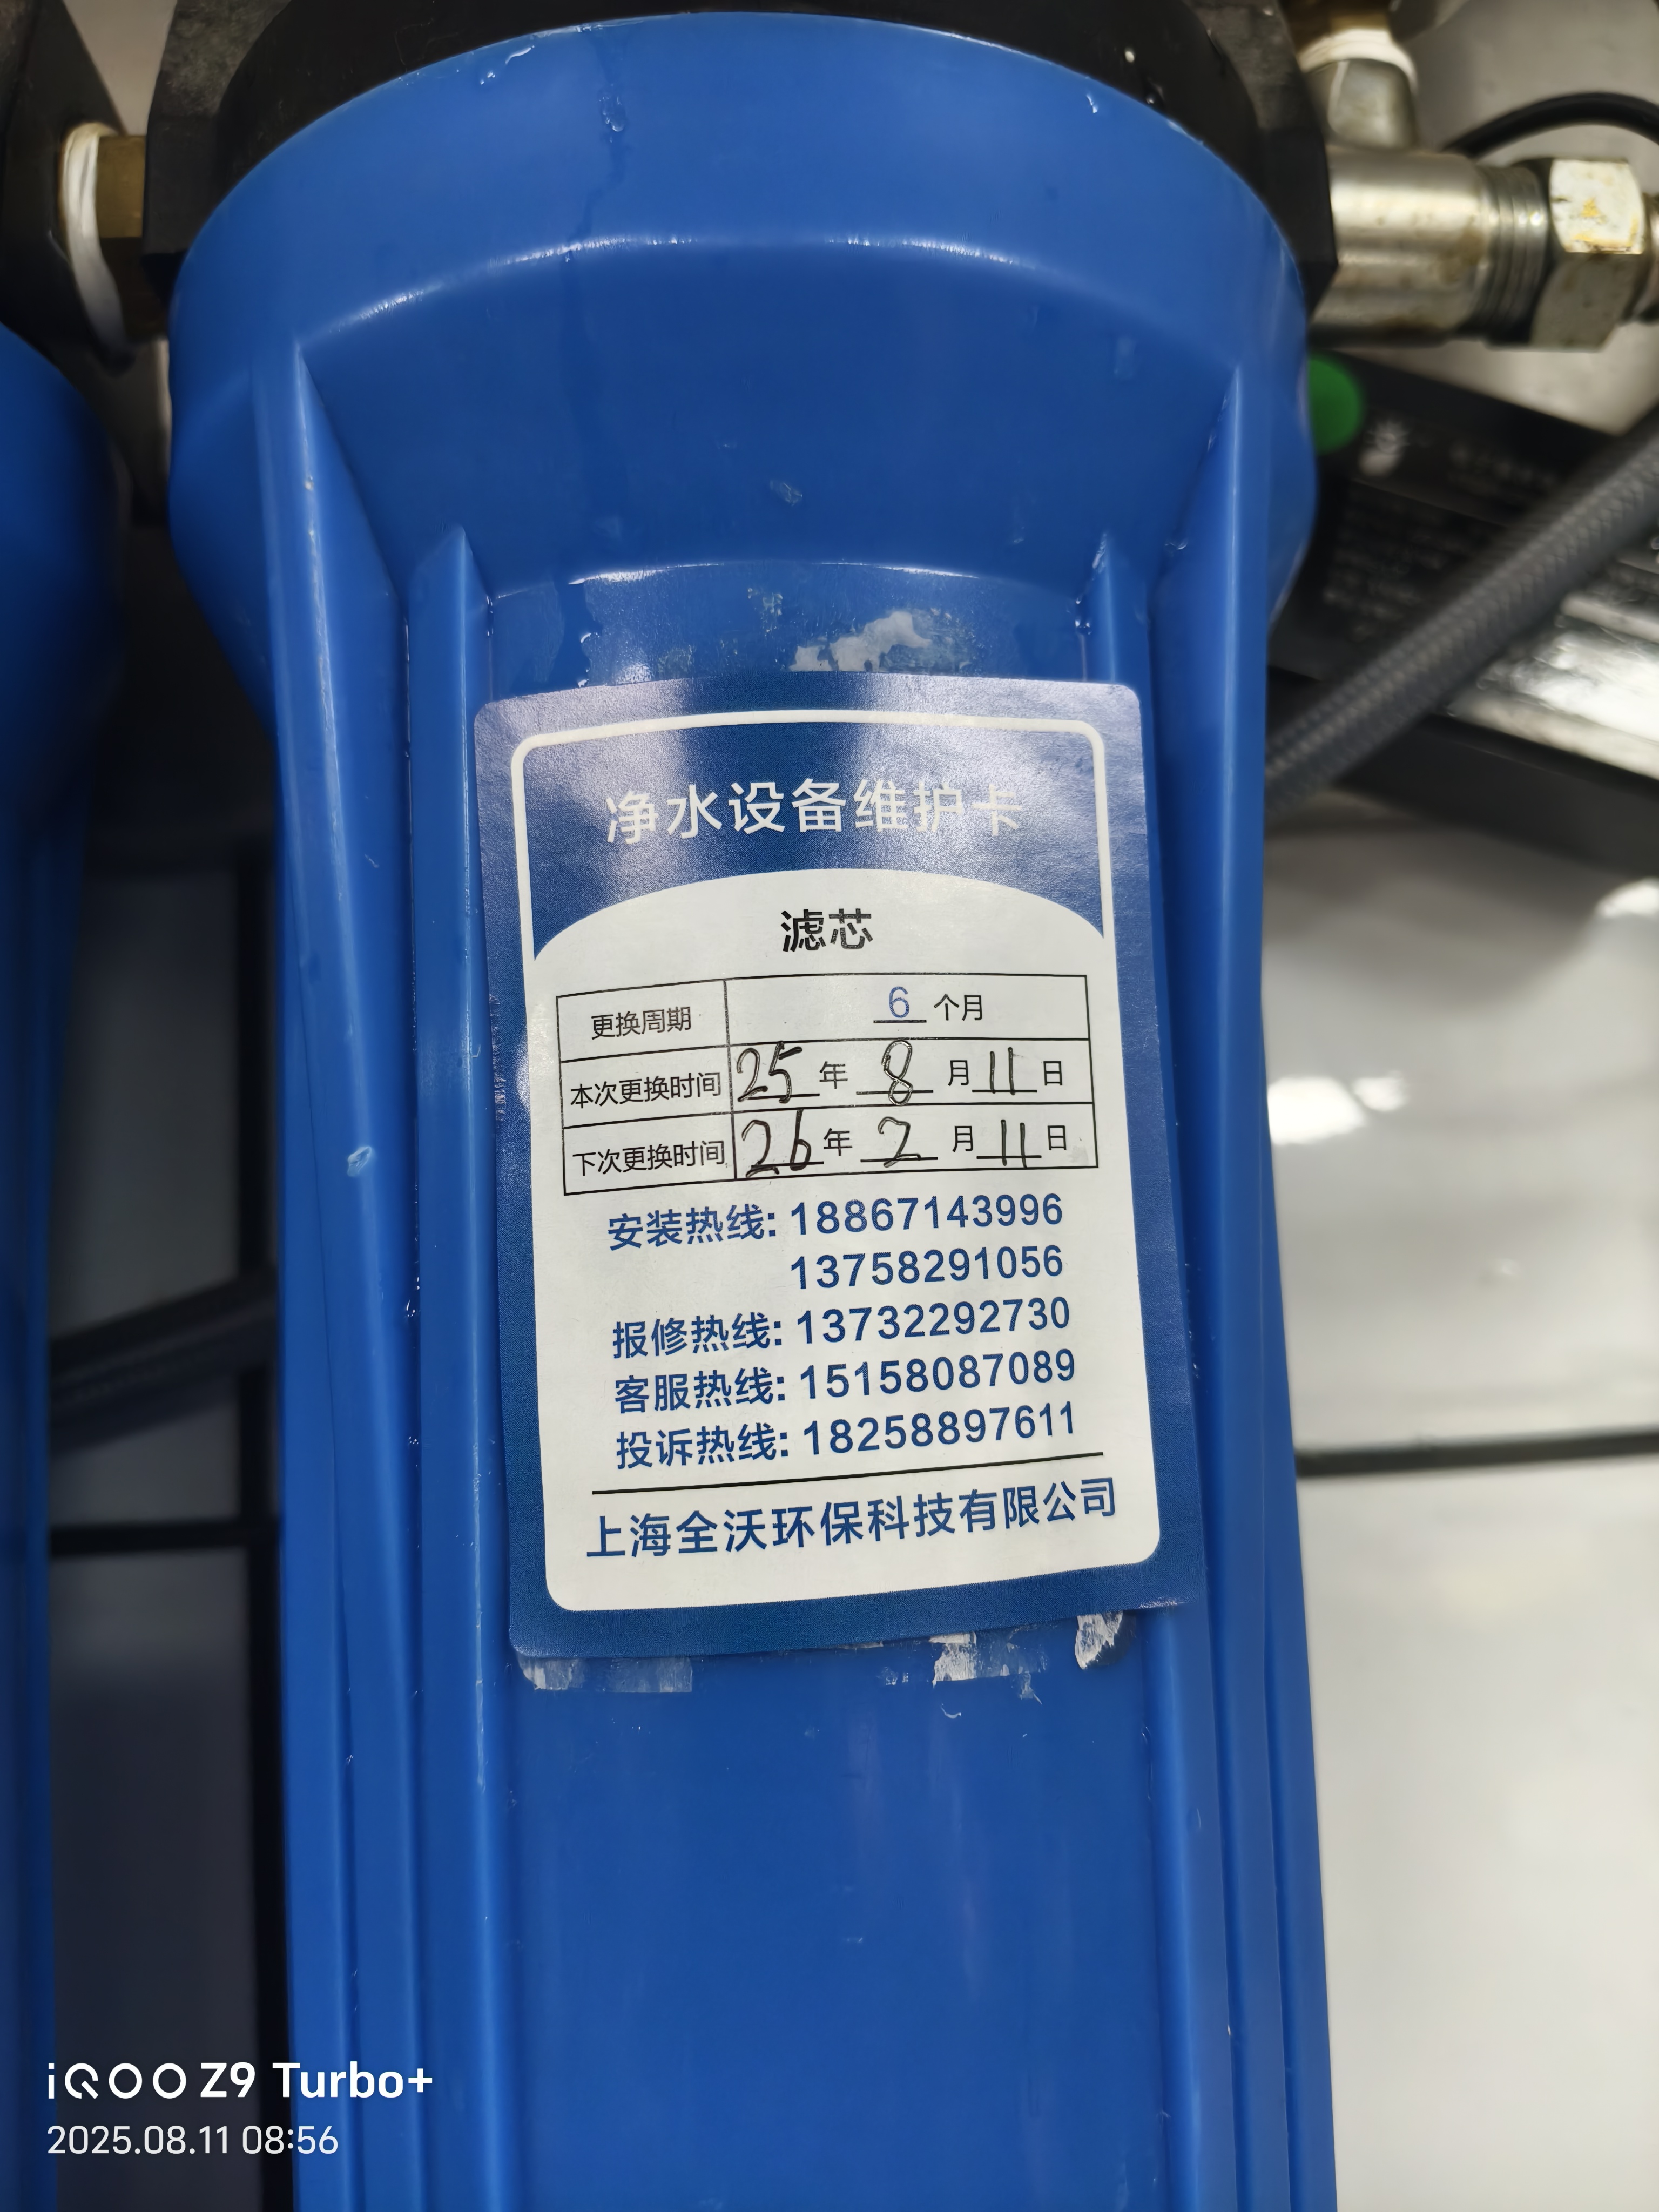 净水设备维护卡
滤芯
更换周期 6 个月
本次更换时间 25 年 8 月 11 日
下次更换时间 26 年 2 月 11 日
安装热线: 18867143996
13758291056
报修热线: 13732292730
客服热线: 15158087089
投诉热线: 18258897611
上海全沃环保科技有限公司
iQOO Z9 Turbo+
2025.08.11 08:56